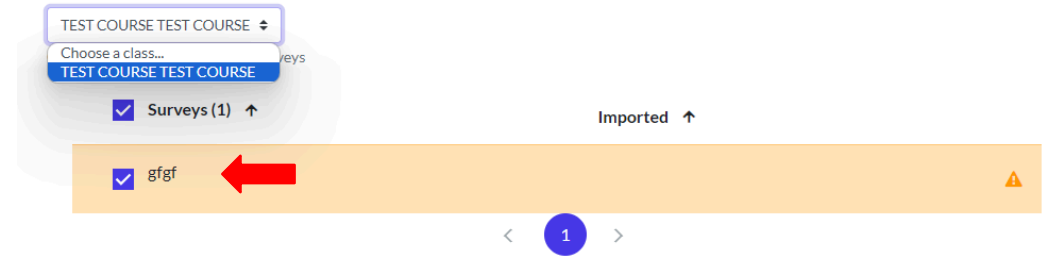 TEST COURSE TEST COURSE
Choose a class...
TEST COURSE TEST COURSE
Surveys (1)
Imported
gfgf
1